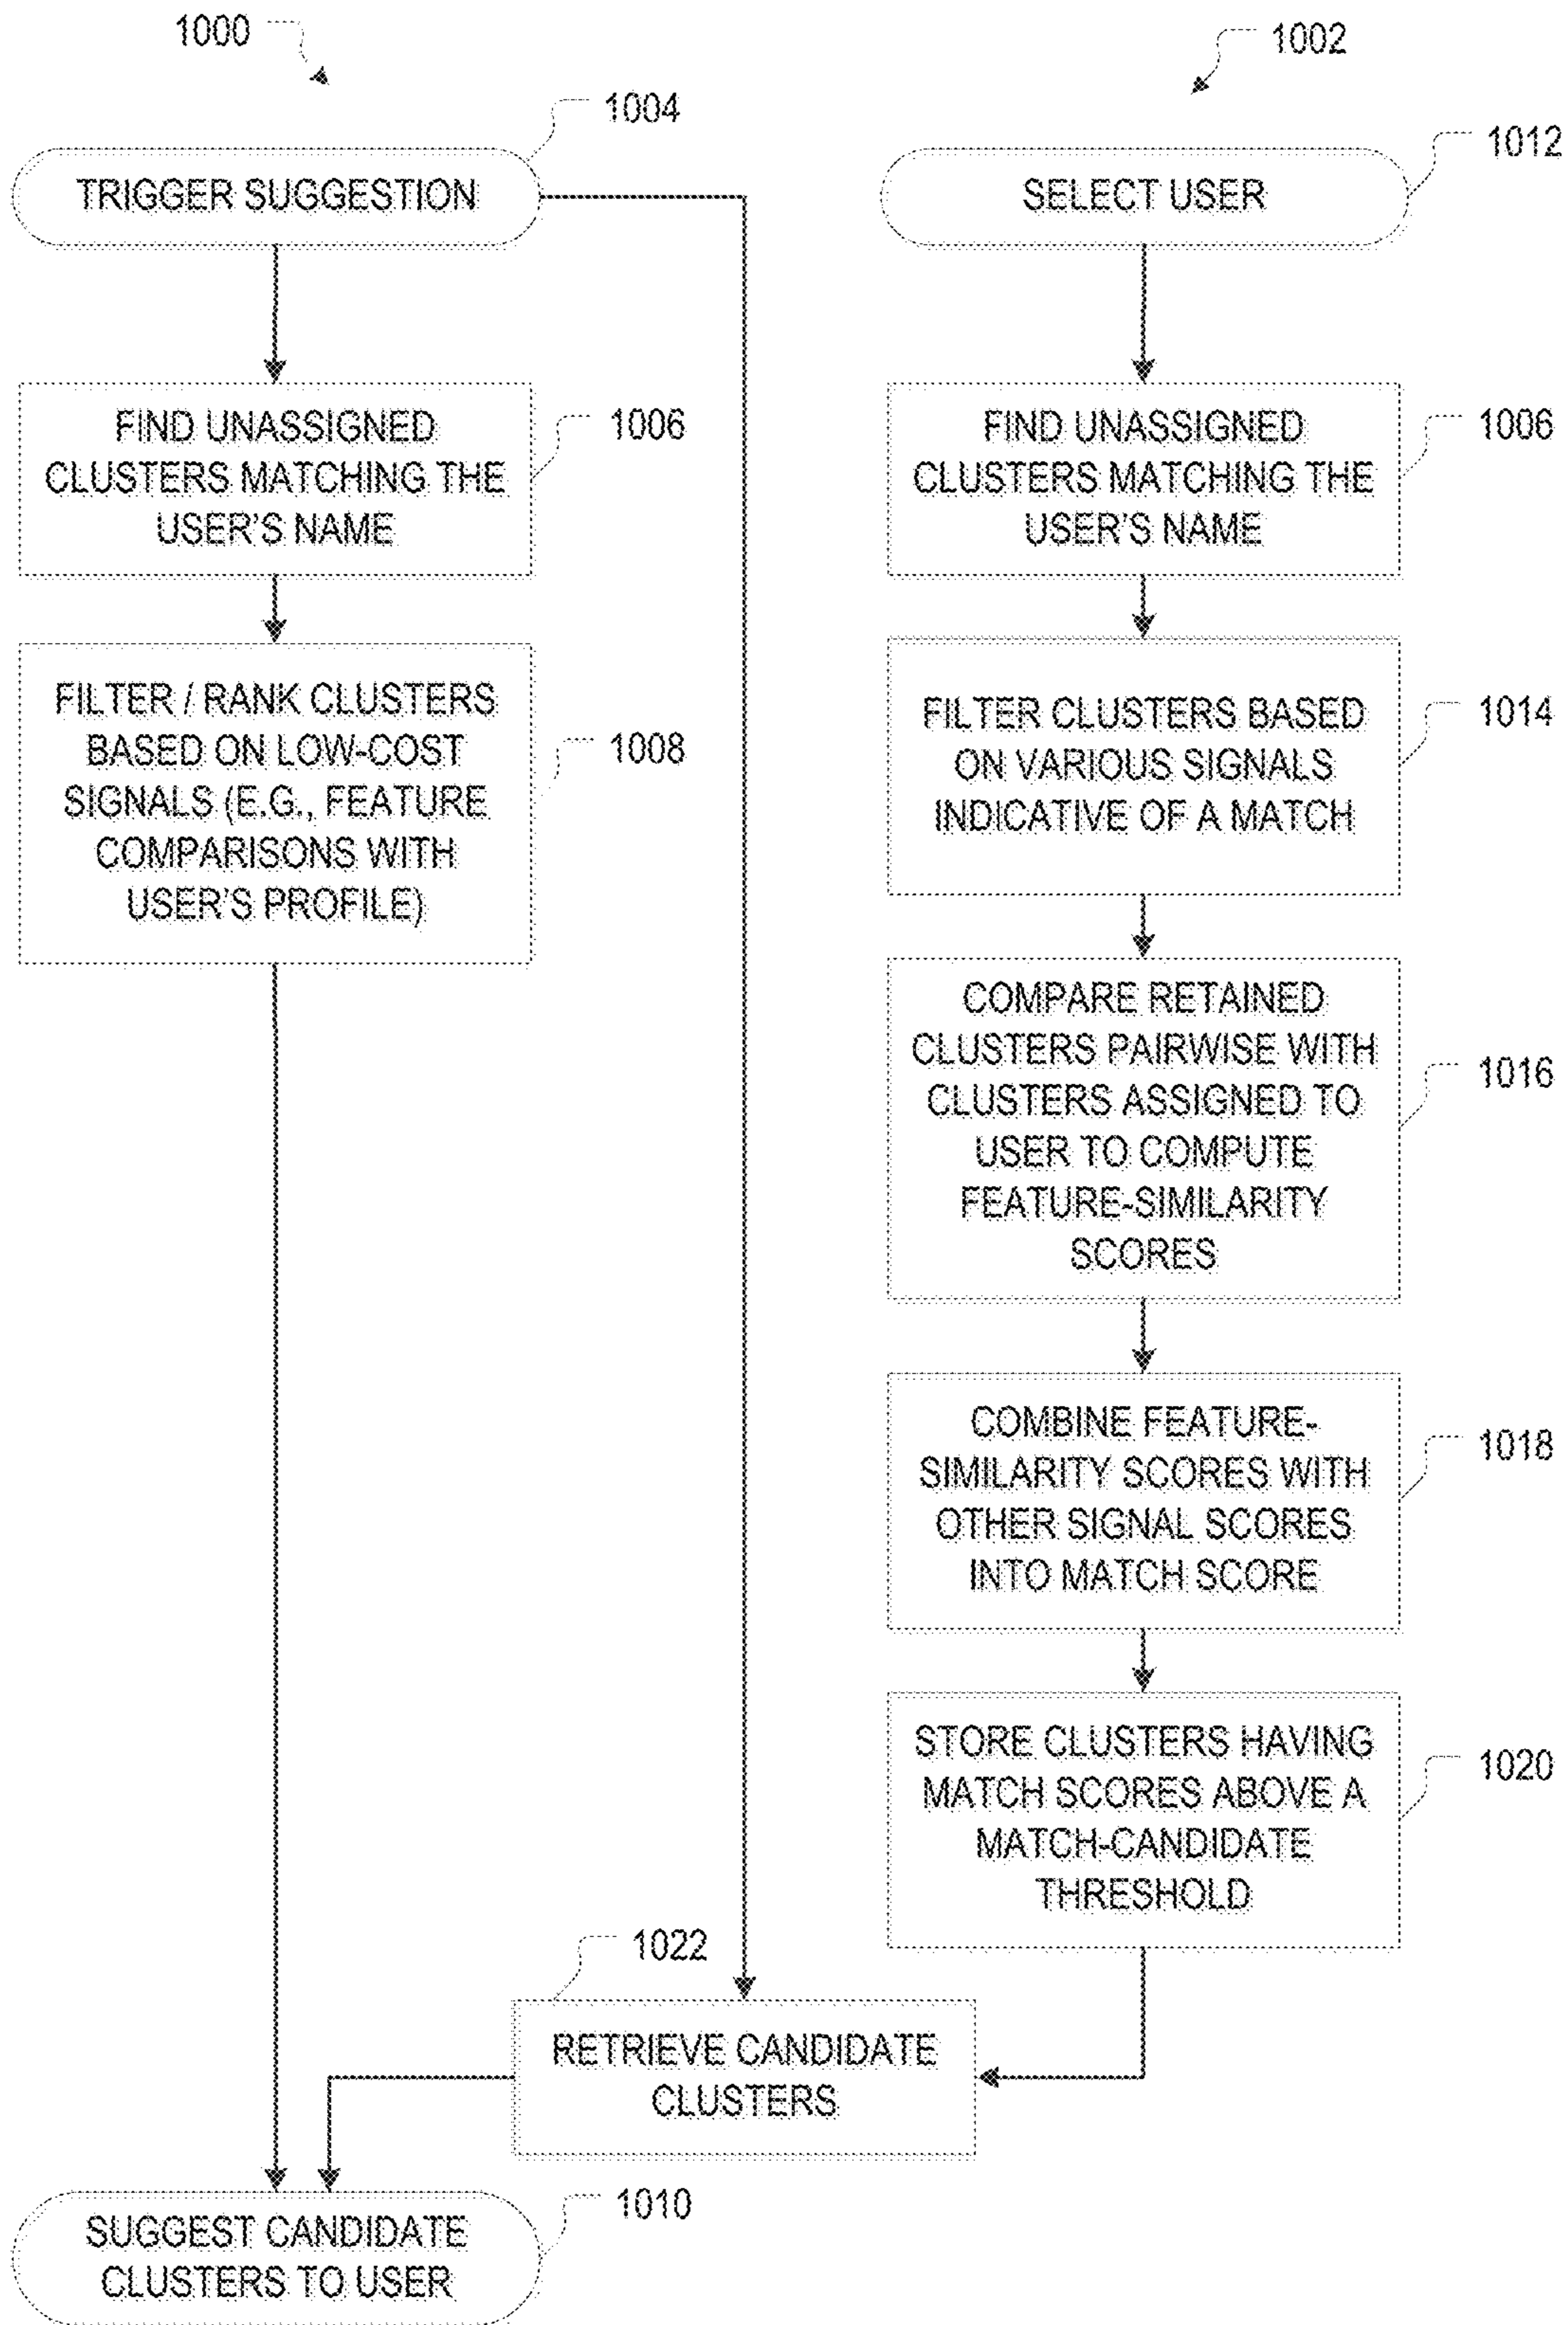 1000
1002
1004
TRIGGER SUGGESTION
1012
SELECT USER
FIND UNASSIGNED
CLUSTERS MATCHING THE
USER'S NAME
1006
FIND UNASSIGNED
CLUSTERS MATCHING THE
USER'S NAME
1006
FILTER / RANK CLUSTERS
BASED ON LOW-COST
SIGNALS (E.G., FEATURE
COMPARISONS WITH
USER'S PROFILE)
1008
FILTER CLUSTERS BASED
ON VARIOUS SIGNALS
INDICATIVE OF A MATCH
1014
COMPARE RETAINED
CLUSTERS PAIRWISE WITH
CLUSTERS ASSIGNED TO
USER TO COMPUTE
FEATURE-SIMILARITY
SCORES
1016
COMBINE FEATURE-
SIMILARITY SCORES WITH
OTHER SIGNAL SCORES
INTO MATCH SCORE
1018
STORE CLUSTERS HAVING
MATCH SCORES ABOVE A
MATCH-CANDIDATE
THRESHOLD
1020
1022
RETRIEVE CANDIDATE
CLUSTERS
SUGGEST CANDIDATE
CLUSTERS TO USER
1010